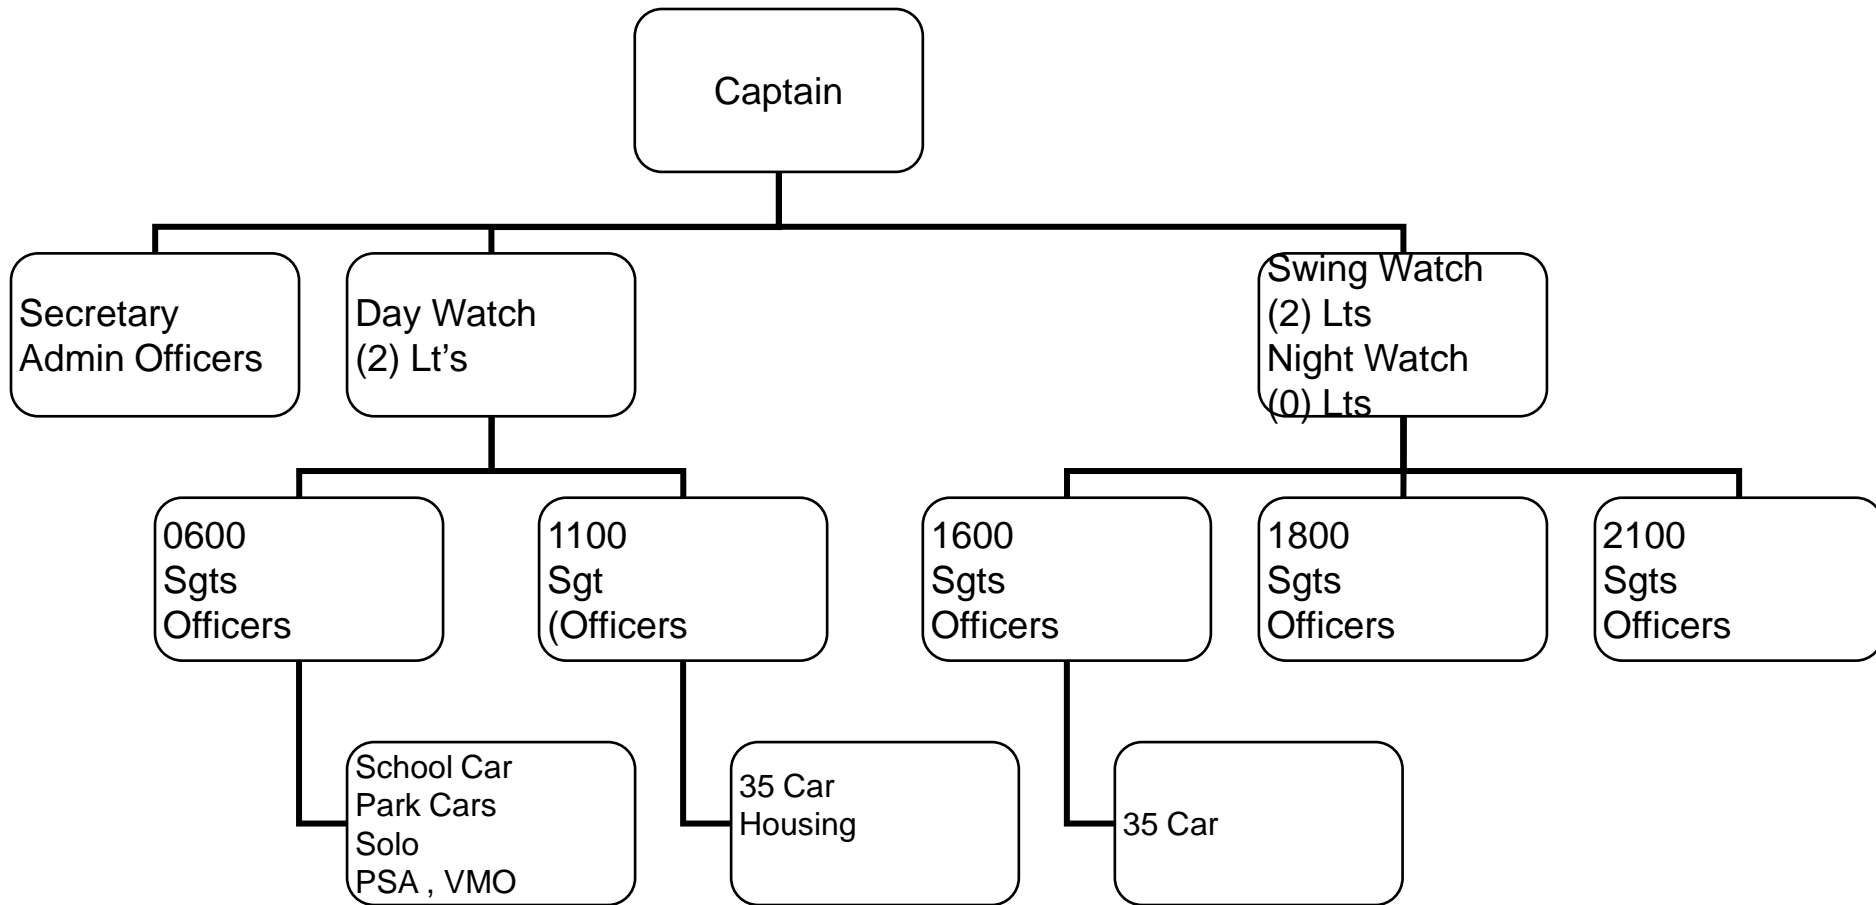 Captain
Secretary
Admin Officers
Day Watch
(2) Lt’s
Swing Watch
(2) Lts
Night Watch
(0) Lts
0600
Sgts
Officers
1100
Sgt
(Officers
1600
Sgts
Officers
1800
Sgts
Officers
2100
Sgts
Officers
School Car
Park Cars
Solo
PSA , VMO
35 Car
Housing
35 Car